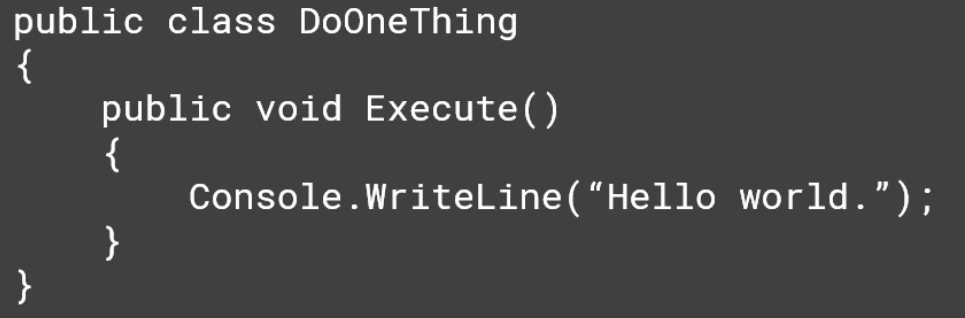 public class DoOneThing
{
    public void Execute()
    {
        Console.WriteLine(“Hello world.”);
    }
}